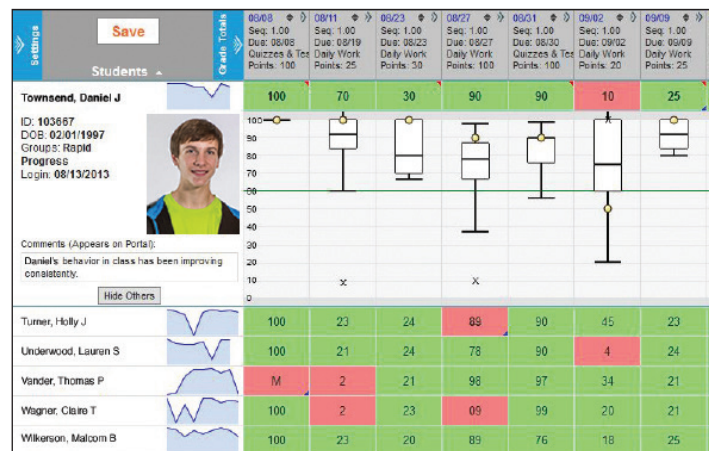 Settings
Save
Students
Grade Totals
08/08 08/11 08/23 08/27 08/31 09/02 09/09
Seq: 1.00 Seq: 1.00 Seq: 1.00 Seq: 1.00 Seq: 1.00 Seq: 1.00 Seq: 1.00
Due: 08/08 Due: 08/19 Due: 08/23 Due: 08/27 Due: 08/30 Due: 09/02 Due: 09/09
Quizzes & Tes Daily Work Daily Work Daily Work Quizzes & Tes Daily Work Daily Work
Points: 100 Points: 25 Points: 30 Points: 100 Points: 100 Points: 20 Points: 25
Townsend, Daniel J 100 70 30 90 90 10 25
ID: 103667
DOB: 02/01/1997
Groups: Rapid
Progress
Login: 08/13/2013
Comments (Appears on Portal):
Daniel's behavior in class has been improving
consistently.
Hide Others
100
90
80
70
60
50
40
30
20
10
0
x
x
Turner, Holly J 100 23 24 89 90 45 23
Underwood, Lauren S 100 21 24 78 90 4 24
Vander, Thomas P M 2 21 98 97 34 21
Wagner, Claire T 100 2 23 09 99 20 21
Wilkerson, Malcom B 100 23 20 89 76 18 25